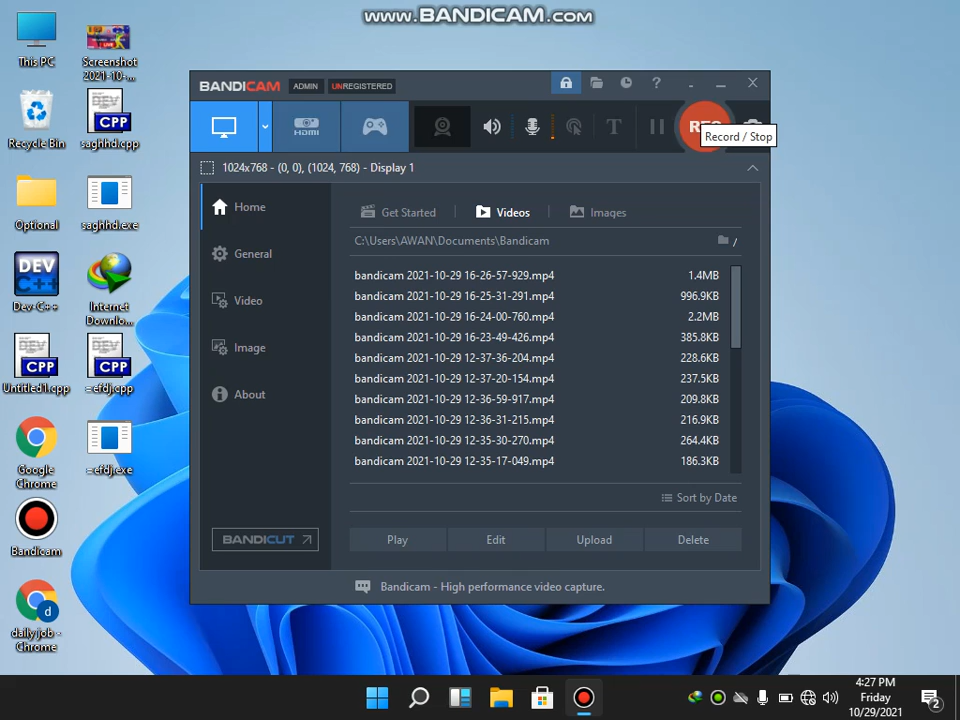 www.BANDICAM.com
This PC
Screenshot
2021-10-...
Recycle Bin
saghhd.cpp
Optional
saghhd.exe
Dev-C++
Internet
Downlo...
Untitled1.cpp
Google
Chrome
Bandicam
daily.job -
Chrome
DEV
C++
CPP
CPP
CPP
CPP
d
BANDICAM
ADMIN
UNREGISTERED
?
HDMI
T
REC
Record / Stop
1024x768 - (0, 0), (1024, 768) - Display 1
Home
General
Video
Image
About
BANDICUT
Get Started
Videos
Images
C:\Users\AWAN\Documents\Bandicam
/
bandicam 2021-10-29 16-26-57-929.mp4 1.4MB
bandicam 2021-10-29 16-25-31-291.mp4 996.9KB
bandicam 2021-10-29 16-24-00-760.mp4 2.2MB
bandicam 2021-10-29 16-23-49-426.mp4 385.8KB
bandicam 2021-10-29 12-37-36-204.mp4 228.6KB
bandicam 2021-10-29 12-37-20-154.mp4 237.5KB
bandicam 2021-10-29 12-36-59-917.mp4 209.8KB
bandicam 2021-10-29 12-36-31-215.mp4 216.9KB
bandicam 2021-10-29 12-35-30-270.mp4 264.4KB
bandicam 2021-10-29 12-35-17-049.mp4 186.3KB
Sort by Date
Play
Edit
Upload
Delete
Bandicam - High performance video capture.
4:27 PM
Friday
10/29/2021
2